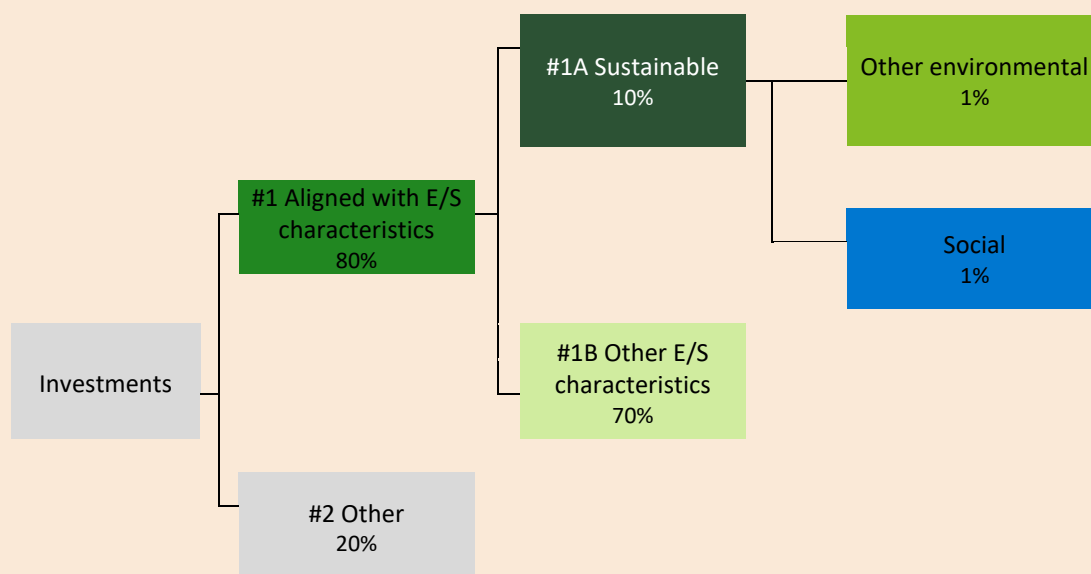 #1A Sustainable
10%
Other environmental
1%
#1 Aligned with E/S
characteristics
80%
Social
1%
Investments
#1B Other E/S
characteristics
70%
#2 Other
20%